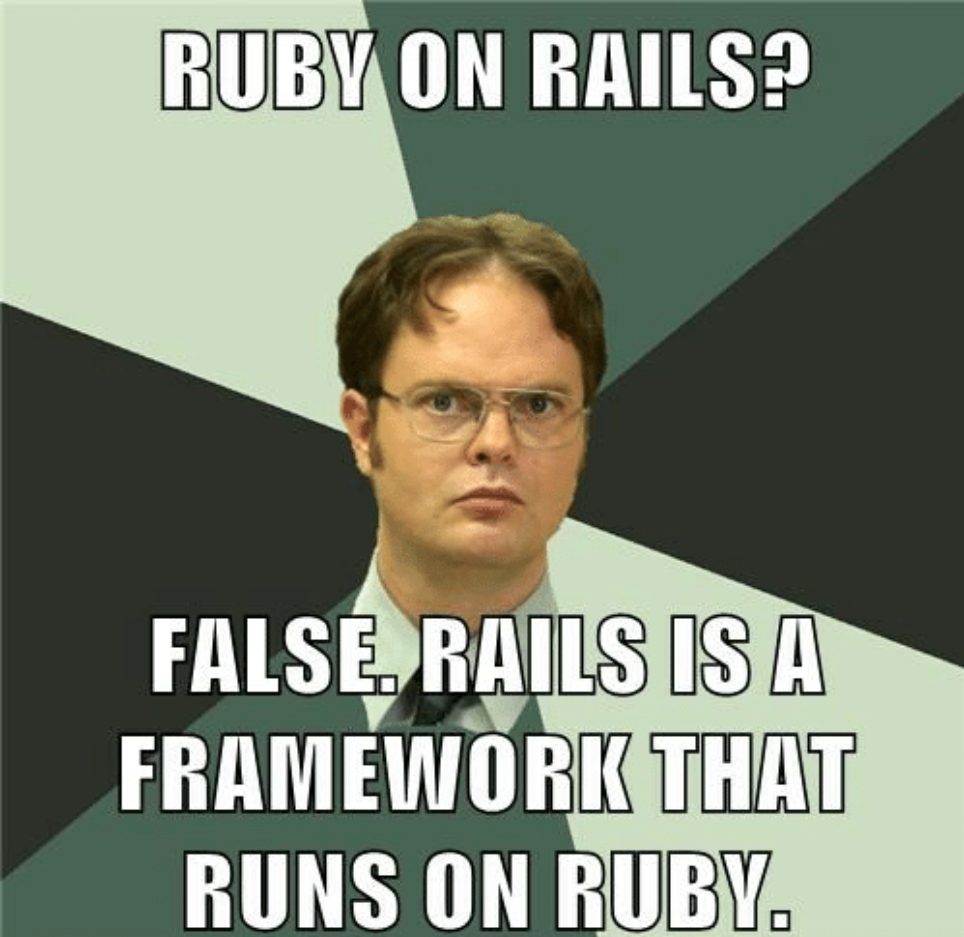 RUBY ON RAILS?
FALSE. RAILS IS A
FRAMEWORK THAT
RUNS ON RUBY.